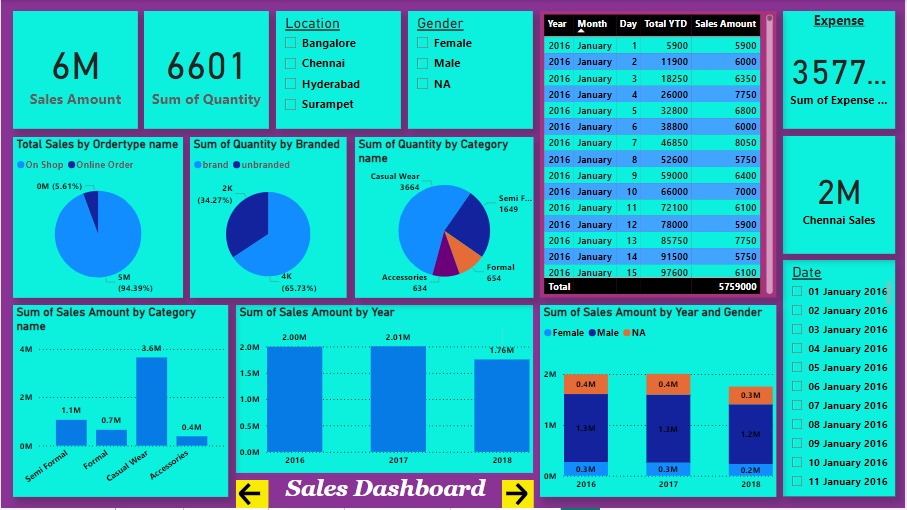 6M
Sales Amount
6601
Sum of Quantity
Location
Bangalore
Chennai
Hyderabad
Surampet
Gender
Female
Male
NA
Year Month Day Total YTD Sales Amount
2016 January 1 5900 5900
2016 January 2 11900 6000
2016 January 3 18250 6350
2016 January 4 26000 7750
2016 January 5 32800 6800
2016 January 6 38800 6000
2016 January 7 46850 8050
2016 January 8 52600 5750
2016 January 9 59000 6400
2016 January 10 66000 7000
2016 January 11 72100 6100
2016 January 12 78000 5900
2016 January 13 85750 7750
2016 January 14 91500 5750
2016 January 15 97600 6100
Total 5759000
Expense
3577...
Sum of Expense ...
Total Sales by Ordertype name
On Shop Online Order
0M (5.61%)
5M
(94.39%)
Sum of Quantity by Branded
brand unbranded
2K
(34.27%)
4K
(65.73%)
Sum of Quantity by Category
name
Casual Wear
3664
Semi F...
1649
Formal
654
Accessories
634
2M
Chennai Sales
Date
01 January 2016
02 January 2016
03 January 2016
04 January 2016
05 January 2016
06 January 2016
07 January 2016
08 January 2016
09 January 2016
10 January 2016
11 January 2016
Sum of Sales Amount by Category
name
4M
2M
0M
1.1M
0.7M
3.6M
0.4M
Semi Formal
Formal
Casual Wear
Accessories
Sum of Sales Amount by Year
2.0M
1.5M
1.0M
0.5M
0.0M
2.00M
2.01M
1.76M
2016 2017 2018
Sum of Sales Amount by Year and Gender
Female Male NA
2M
1M
0M
0.4M 0.4M 0.3M
1.3M 1.3M 1.2M
0.3M 0.3M 0.2M
2016 2017 2018
Sales Dashboard